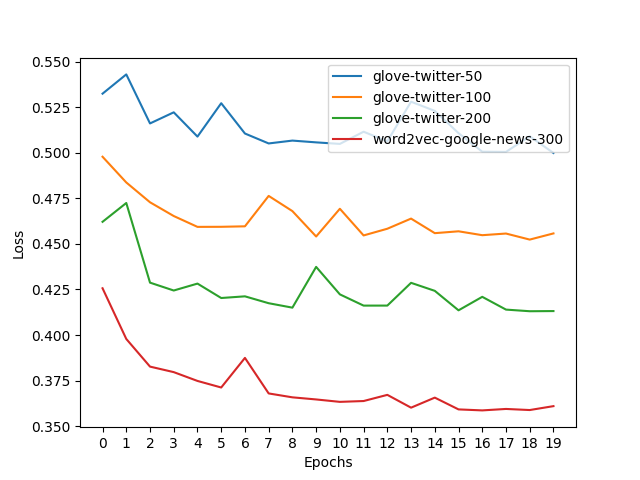 0.550
0.525
0.500
0.475
0.450
0.425
0.400
0.375
0.350
Loss
glove-twitter-50
glove-twitter-100
glove-twitter-200
word2vec-google-news-300
0 1 2 3 4 5 6 7 8 9 10 11 12 13 14 15 16 17 18 19
Epochs